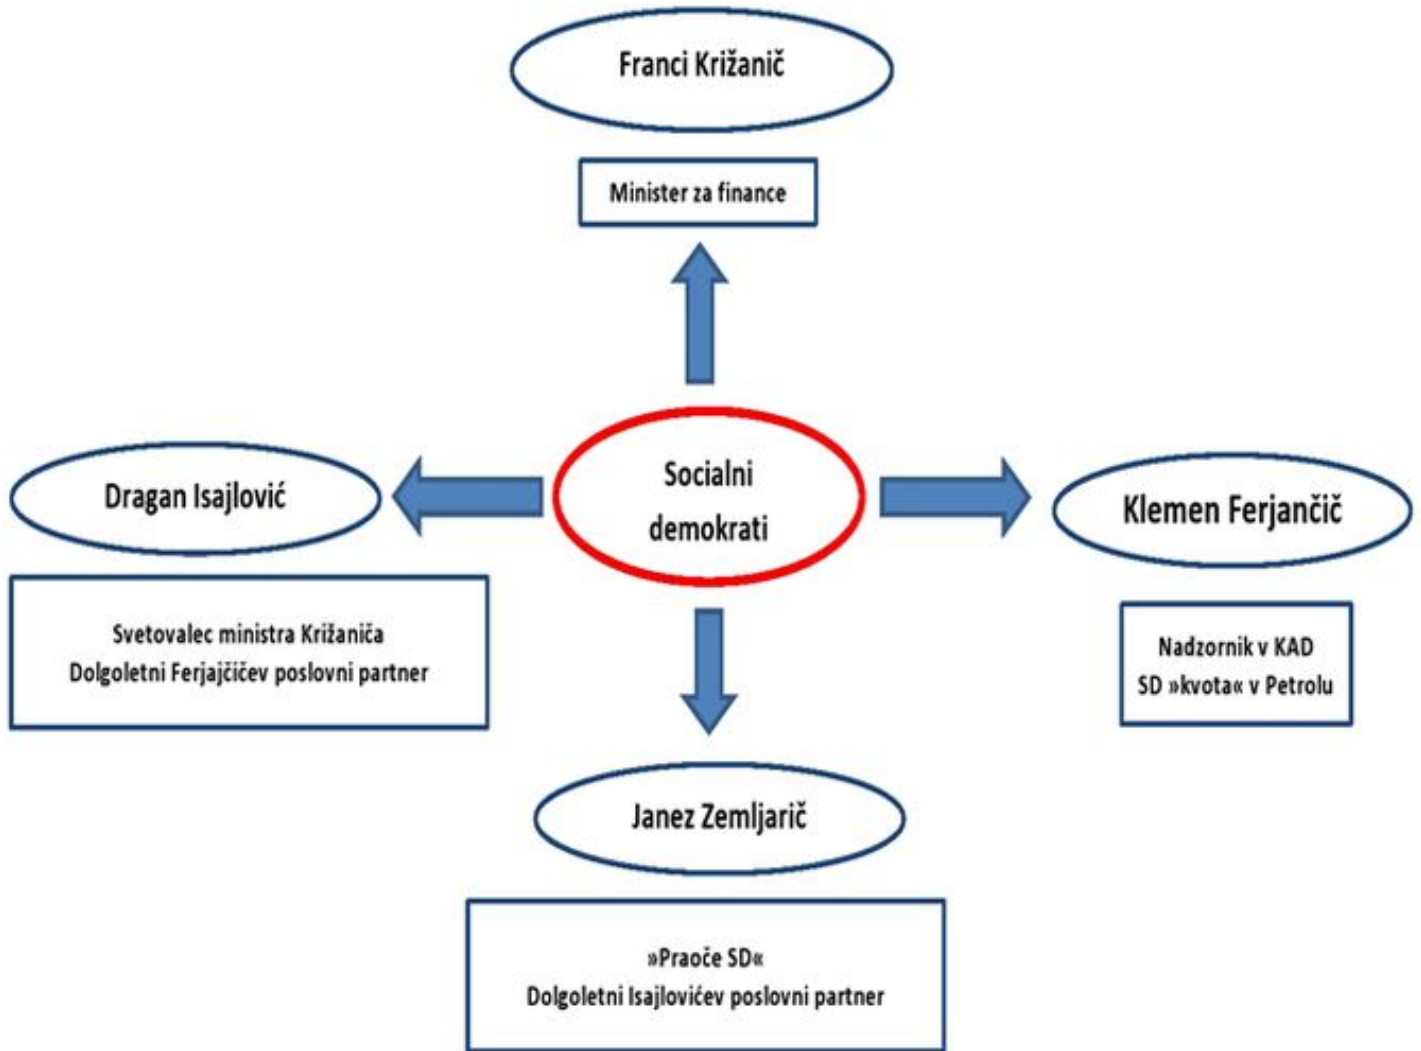 Franci Križanič
Minister za finance
Socialni
demokrati
Dragan Isajlović
Svetovalec ministra Križaniča
Dolgoletni Ferjajčičev poslovni partner
Klemen Ferjančič
Nadzornik v KAD
SD »kvota« v Petrolu
Janez Zemljarič
»Praoče SD«
Dolgoletni Isajlovićev poslovni partner